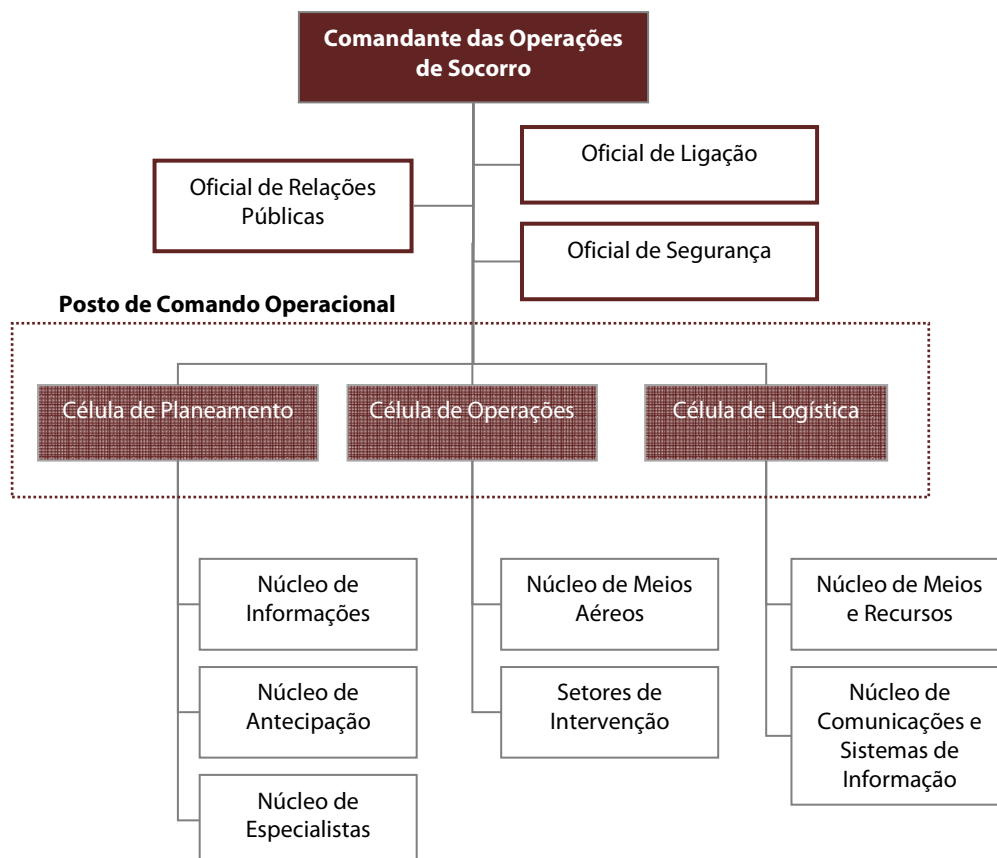 Comandante das Operações
de Socorro
Oficial de Ligação
Oficial de Relações
Públicas
Oficial de Segurança
Posto de Comando Operacional
Célula de Planeamento
Célula de Operações
Célula de Logística
Núcleo de
Informações
Núcleo de Meios
Aéreos
Núcleo de Meios
e Recursos
Núcleo de
Antecipação
Setores de
Intervenção
Núcleo de
Comunicações e
Sistemas de
Informação
Núcleo de
Especialistas